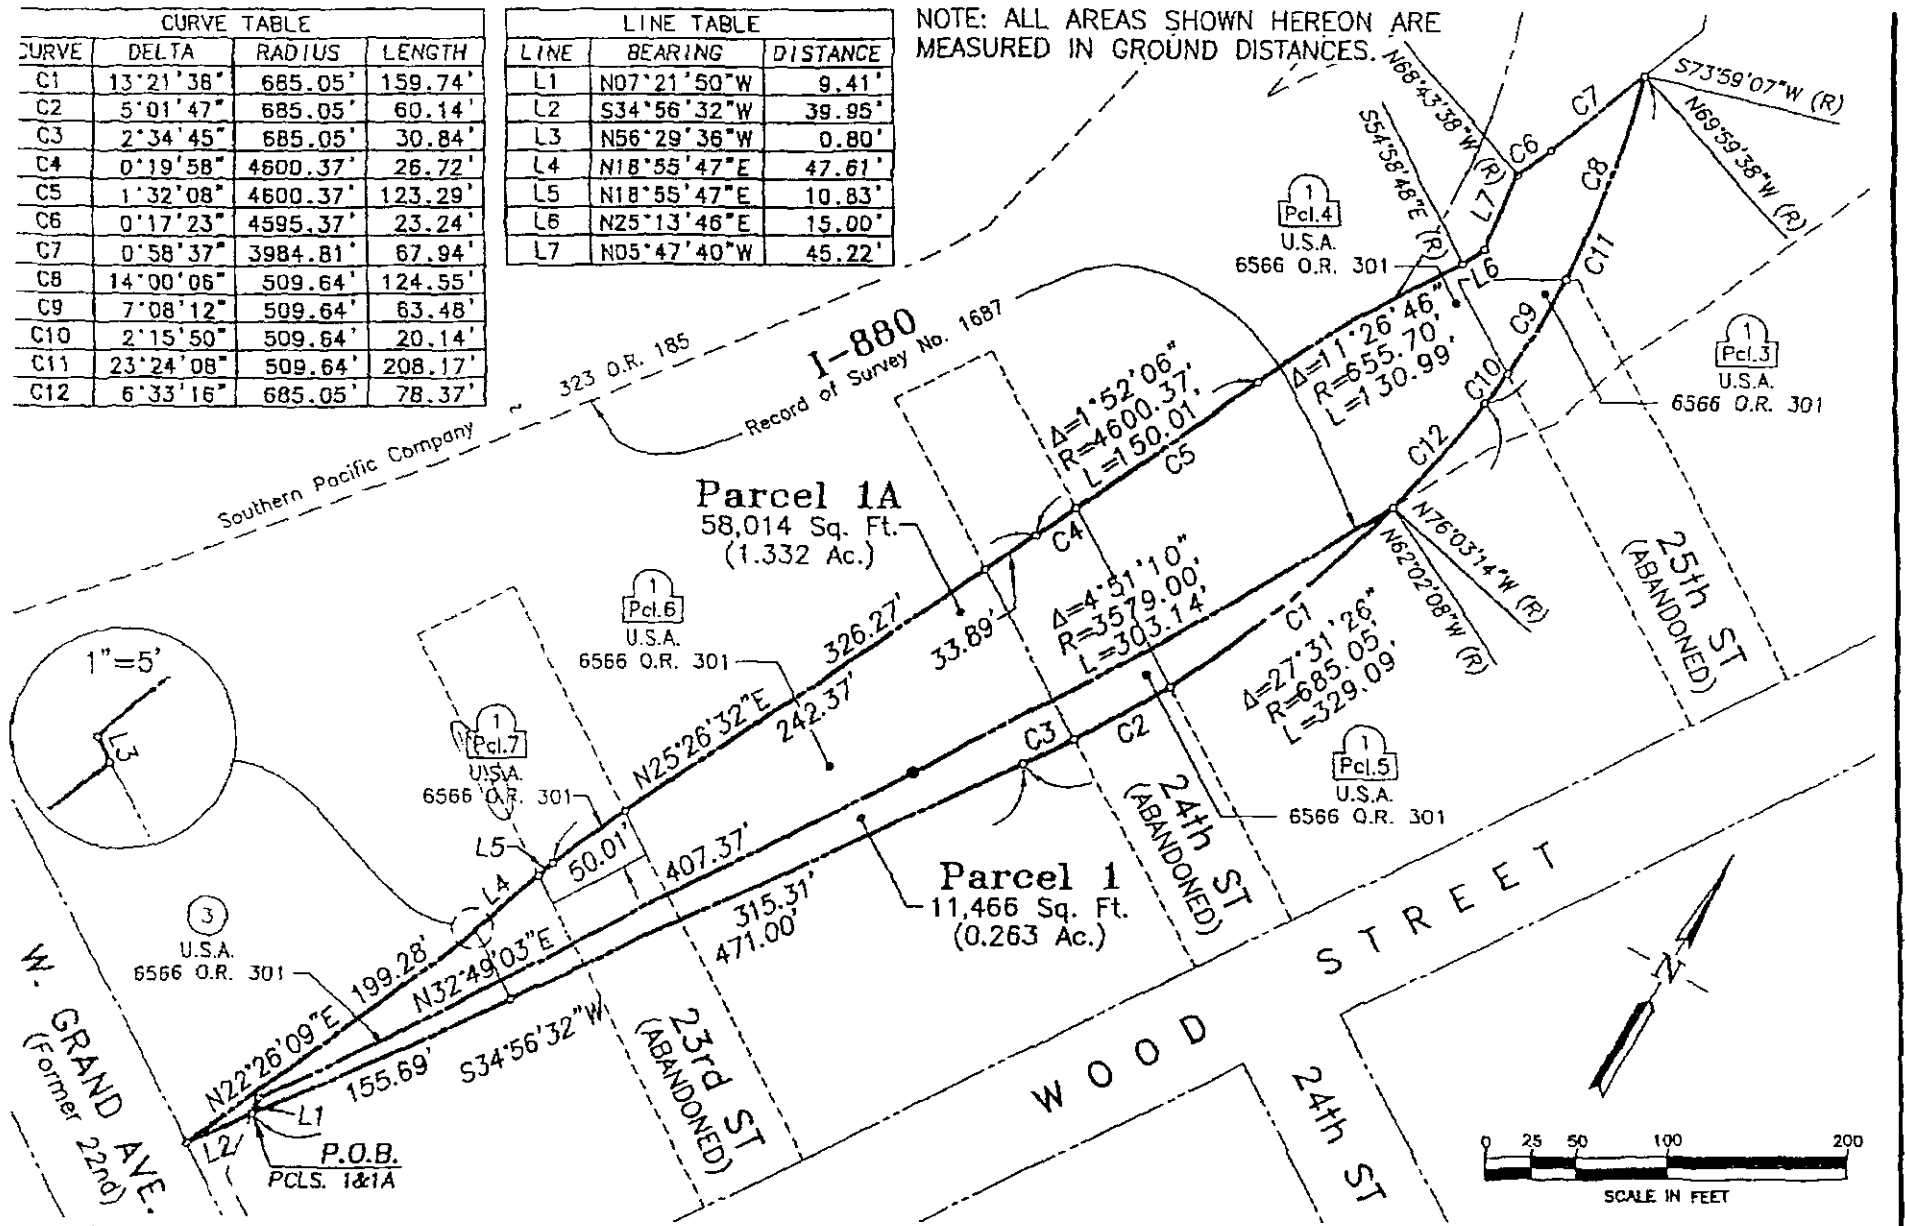 CURVE TABLE
CURVE DELTA RADIUS LENGTH
C1 13°21'38" 685.05' 159.74'
C2 5°01'47" 685.05' 60.14'
C3 2°34'45" 685.05' 30.84'
C4 0°19'58" 4600.37' 26.72'
C5 1°32'08" 4600.37' 123.29'
C6 0°17'23" 4595.37' 23.24'
C7 0°58'37" 3984.81' 67.94'
C8 14°00'06" 509.64' 124.55'
C9 7°08'12" 509.64' 63.48'
C10 2°15'50" 509.64' 20.14'
C11 23°24'08" 509.64' 208.17'
C12 6°33'16" 685.05' 78.37'
LINE TABLE
LINE BEARING DISTANCE
L1 N07°21'50"W 9.41'
L2 S34°56'32"W 39.95'
L3 N56°29'36"W 0.80'
L4 N18°55'47"E 47.61'
L5 N18°55'47"E 10.83'
L6 N25°13'46"E 15.00'
L7 N05°47'40"W 45.22'
NOTE: ALL AREAS SHOWN HEREON ARE
MEASURED IN GROUND DISTANCES.
N68°43'38"W (R)
S54°58'48"E (R)
S73°59'07"W (R)
N69°59'38"W (R)
C7
C6
C8
L7
L6
C11
C9
C10
C12
1
Pcl.4
U.S.A.
6566 O.R. 301
1
Pcl.3
U.S.A.
6566 O.R. 301
~ 323 O.R. 185
Southern Pacific Company
I-880
Record of Survey No. 1687
Δ=11°26'46"
R=655.70',
L=130.99'
Δ=1°52'06"
R=4600.37',
L=150.01'
C5
C4
Parcel 1A
58,014 Sq. Ft.
(1.332 Ac.)
1
Pcl.6
U.S.A.
6566 O.R. 301
326.27'
33.89'
N25°26'32"E
242.37'
Δ=4°51'10"
R=3579.00',
L=303.14'
N76°03'14"W (R)
N62°02'08"W (R)
C1
Δ=27°31'26"
R=685.05',
L=329.09'
C2
C3
25th ST
(ABANDONED)
1"=5'
L3
1
Pcl.7
U.S.A.
6566 O.R. 301
L5
50.01'
L4
407.37'
315.31'
471.00'
1
Pcl.5
U.S.A.
6566 O.R. 301
24th ST
(ABANDONED)
Parcel 1
11,466 Sq. Ft.
(0.263 Ac.)
3
U.S.A.
6566 O.R. 301
199.28'
N32°49'03"E
N22°26'09"E
155.69'
S34°56'32"W
23rd ST
(ABANDONED)
W. GRAND AVE.
(Former 22nd)
L1
L2
P.O.B.
PCLS. 1&1A
WOOD STREET
24th ST
N
0 25 50 100 200
SCALE IN FEET